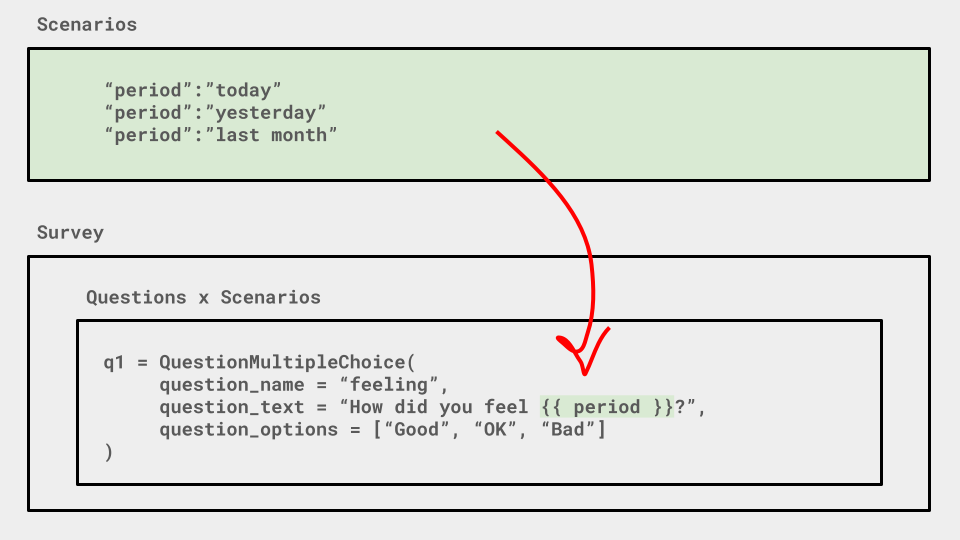 Scenarios
“period”:”today”
“period”:”yesterday”
“period”:”last month”
Survey
Questions x Scenarios
q1 = QuestionMultipleChoice(
question_name = “feeling”,
question_text = “How did you feel {{ period }}?”,
question_options = [“Good”, “OK”, “Bad”]
)